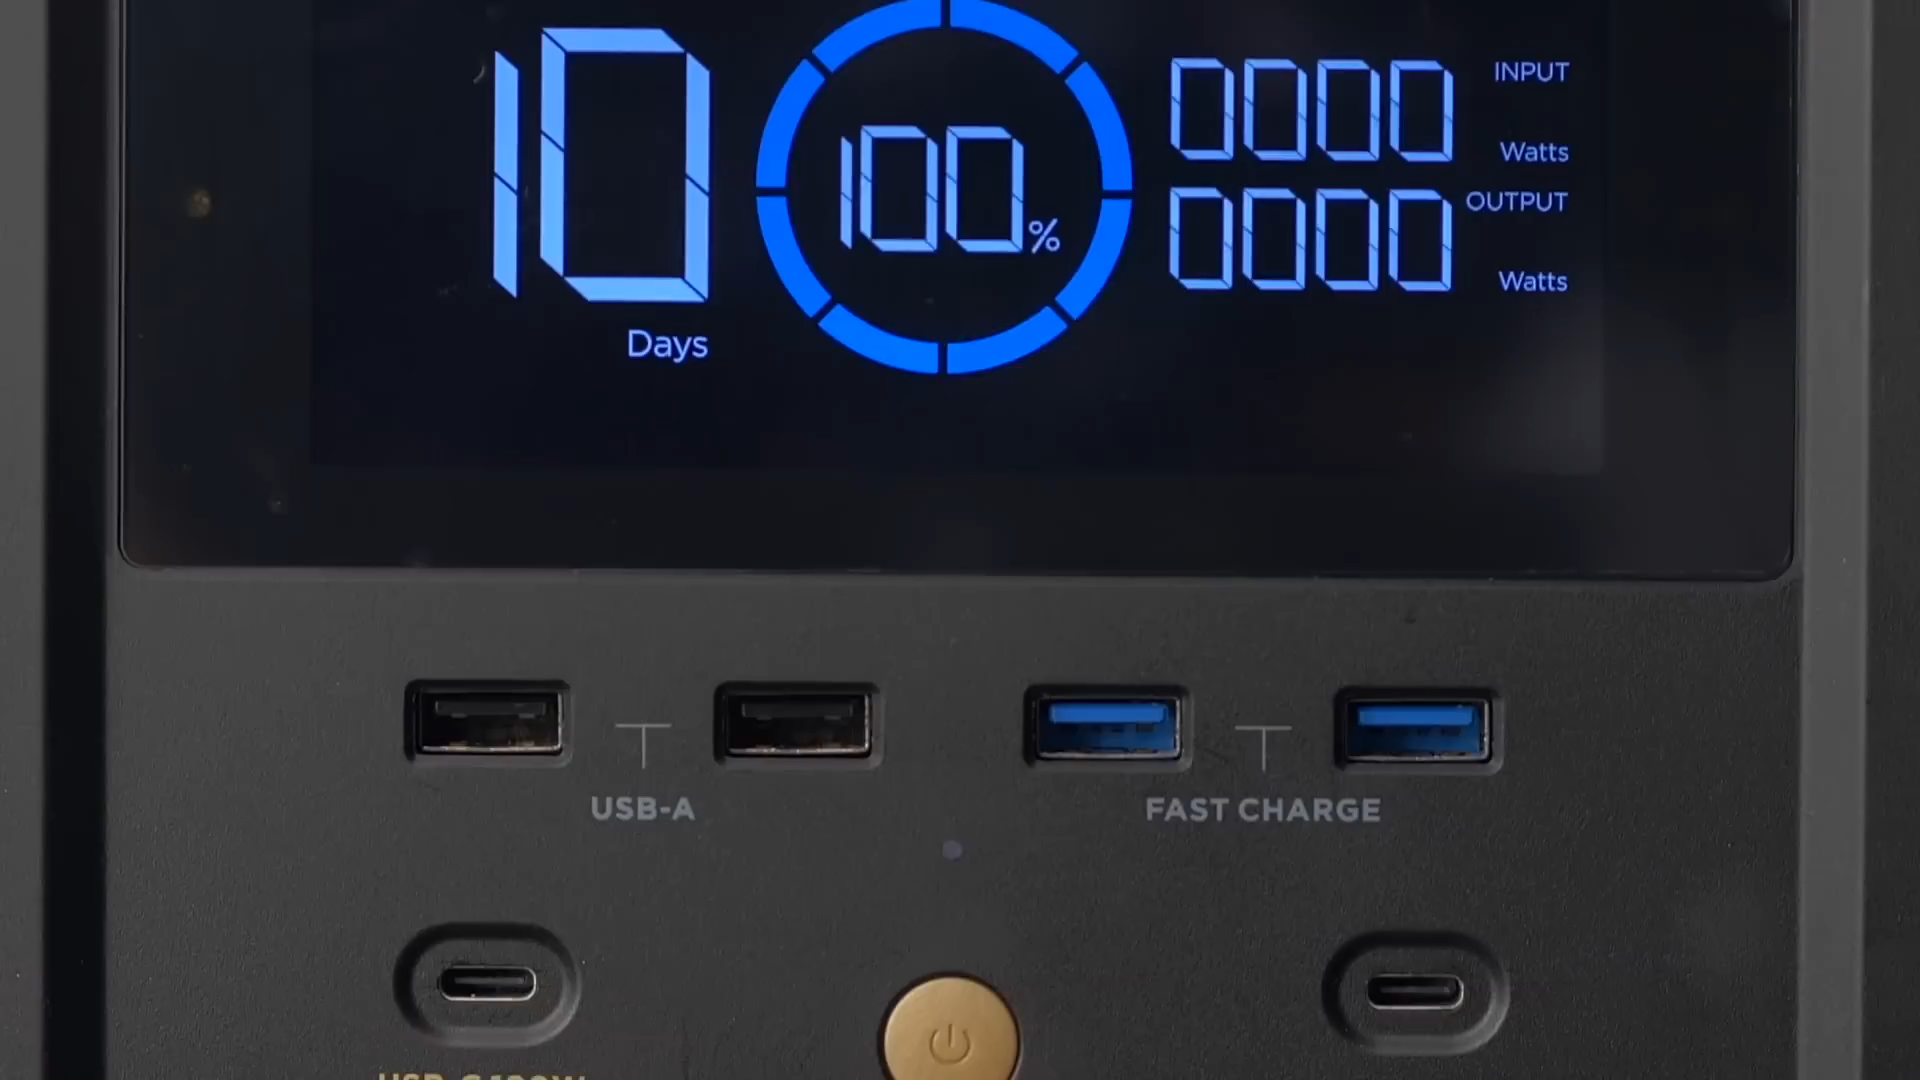 10
Days
100%
0000 INPUT
Watts
0000 OUTPUT
Watts
USB-A
FAST CHARGE